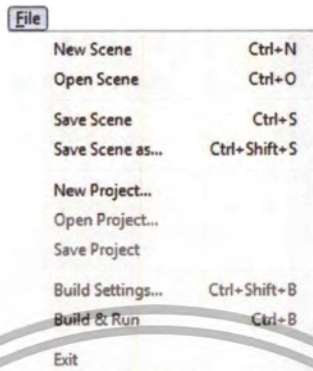 File
New Scene Ctrl+N
Open Scene Ctrl+O
Save Scene Ctrl+S
Save Scene as... Ctrl+Shift+S
New Project...
Open Project...
Save Project
Build Settings... Ctrl+Shift+B
Build & Run Ctrl+B
Exit